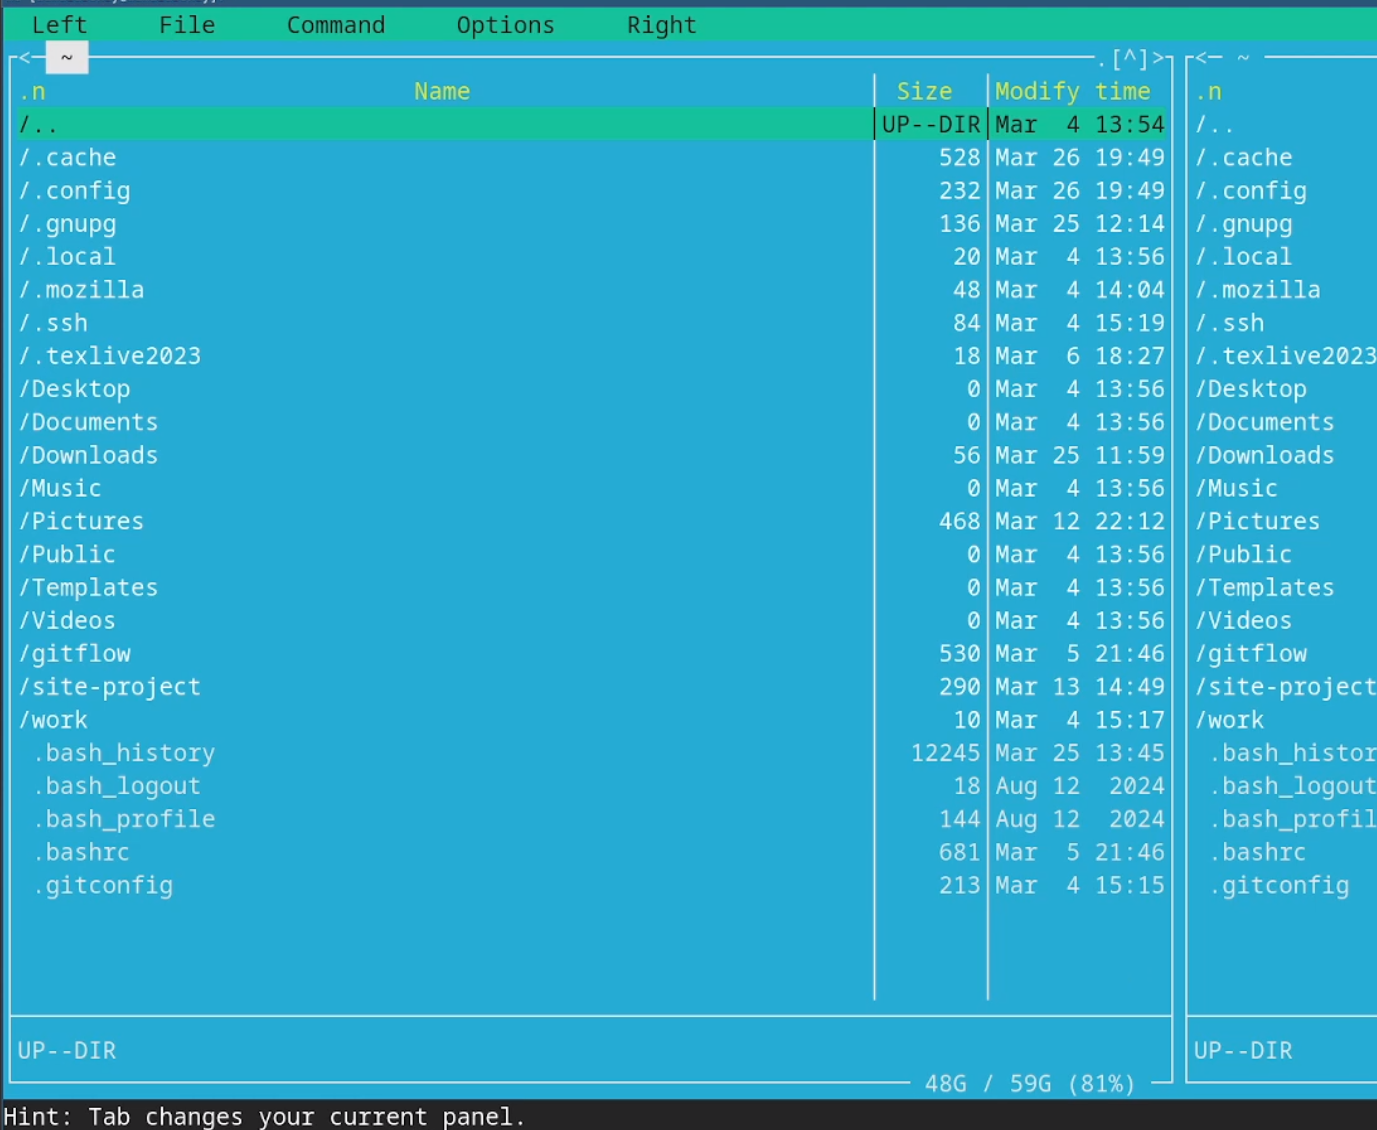 Left File Command Options Right
<— ~ .[^]> <— ~
.n Name Size Modify time .n
/.. UP--DIR Mar 4 13:54 /..
/.cache 528 Mar 26 19:49 /.cache
/.config 232 Mar 26 19:49 /.config
/.gnupg 136 Mar 25 12:14 /.gnupg
/.local 20 Mar 4 13:56 /.local
/.mozilla 48 Mar 4 14:04 /.mozilla
/.ssh 84 Mar 4 15:19 /.ssh
/.texlive2023 18 Mar 6 18:27 /.texlive2023
/Desktop 0 Mar 4 13:56 /Desktop
/Documents 0 Mar 4 13:56 /Documents
/Downloads 56 Mar 25 11:59 /Downloads
/Music 0 Mar 4 13:56 /Music
/Pictures 468 Mar 12 22:12 /Pictures
/Public 0 Mar 4 13:56 /Public
/Templates 0 Mar 4 13:56 /Templates
/Videos 0 Mar 4 13:56 /Videos
/gitflow 530 Mar 5 21:46 /gitflow
/site-project 290 Mar 13 14:49 /site-project
/work 10 Mar 4 15:17 /work
.bash_history 12245 Mar 25 13:45 .bash_histor
.bash_logout 18 Aug 12 2024 .bash_logout
.bash_profile 144 Aug 12 2024 .bash_profil
.bashrc 681 Mar 5 21:46 .bashrc
.gitconfig 213 Mar 4 15:15 .gitconfig
UP--DIR UP--DIR
48G / 59G (81%)
Hint: Tab changes your current panel.